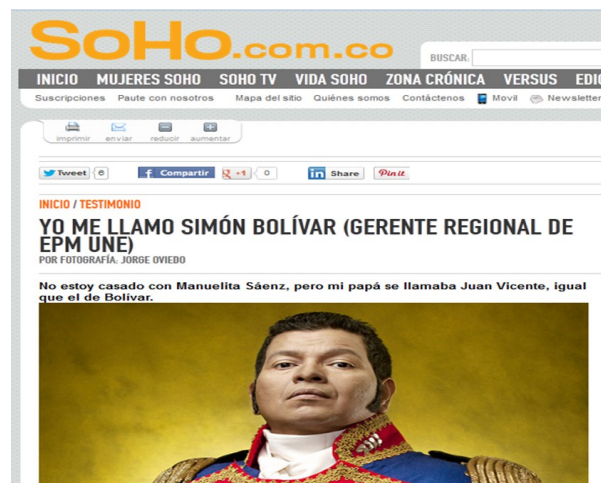 SoHo.com.co
BUSCAR:
INICIO MUJERES SOHO SOHO TV VIDA SOHO ZONA CRÓNICA VERSUS EDI
Suscripciones Paute con nosotros Mapa del sitio Quiénes somos Contáctenos Movil Newsletter
imprimir enviar reducir aumentar
Tweet 6 f Compartir g +1 0 in Share Pin it
INICIO / TESTIMONIO
YO ME LLAMO SIMÓN BOLÍVAR (GERENTE REGIONAL DE
EPM UNE)
POR FOTOGRAFÍA: JORGE OVIEDO
No estoy casado con Manuelita Sáenz, pero mi papá se llamaba Juan Vicente, igual
que el de Bolívar.